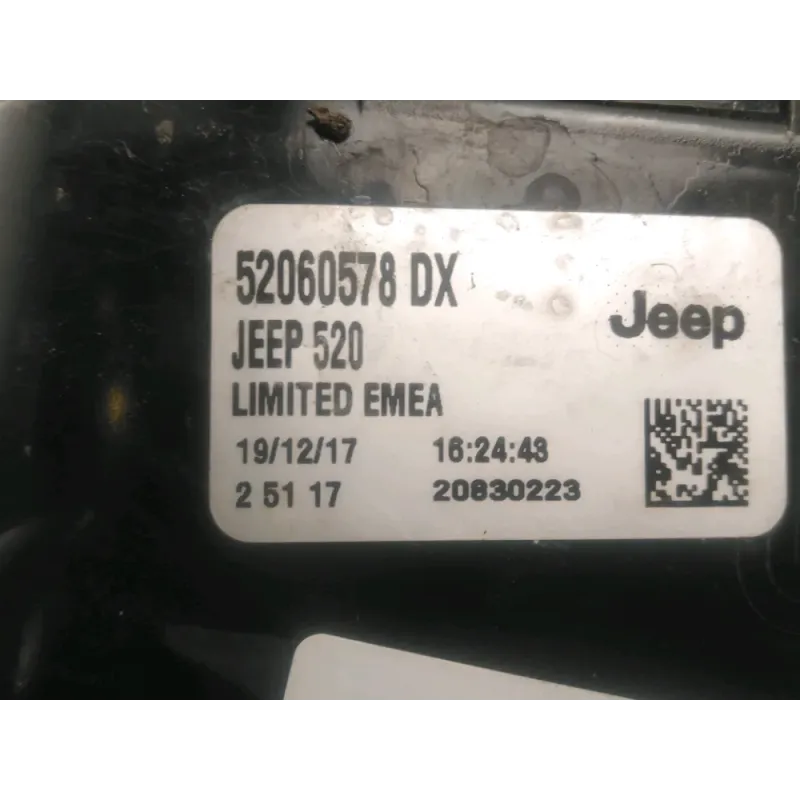 52060578 DX
Jeep
JEEP 520
LIMITED EMEA
19/12/17 16:24:43
2 51 17 20830223